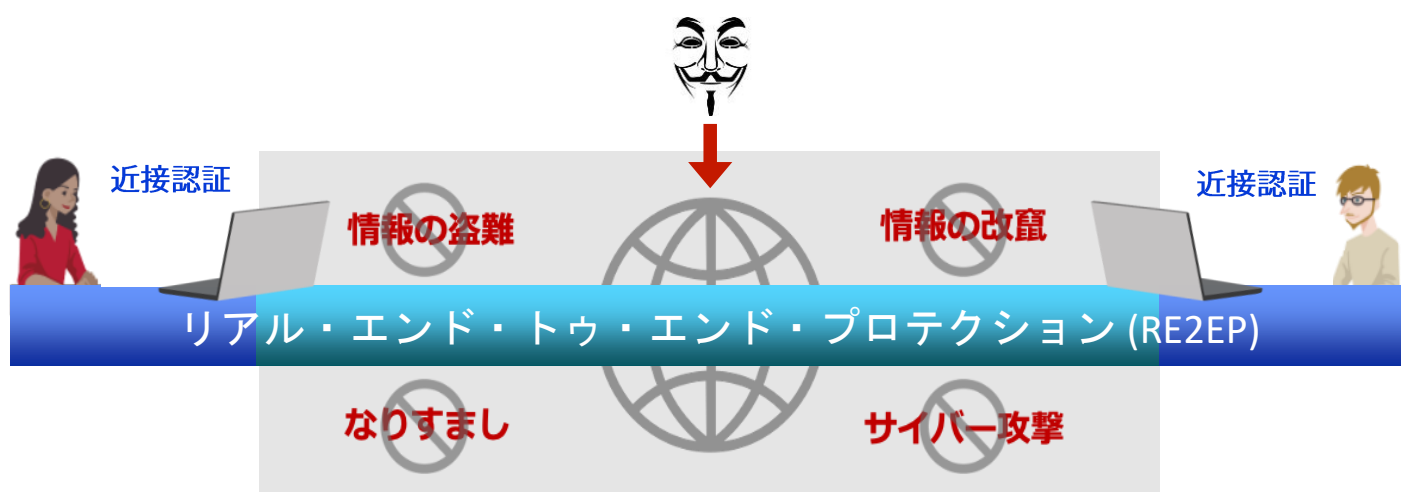 近接認証
近接認証
情報の盗難
情報の改竄
リアル・エンド・トゥ・エンド・プロテクション (RE2EP)
なりすまし
サイバー攻撃